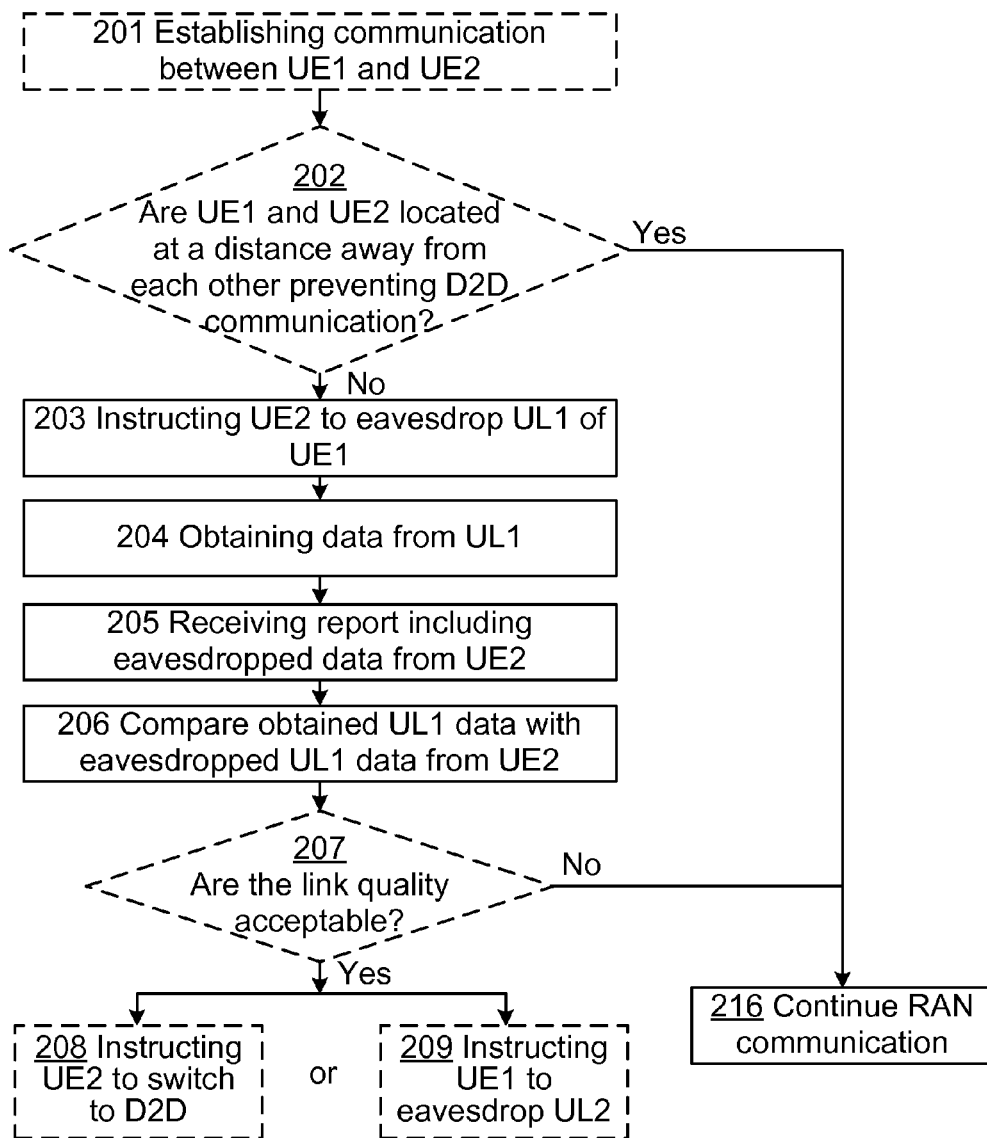 201 Establishing communication
between UE1 and UE2
202
Are UE1 and UE2 located
at a distance away from
each other preventing D2D
communication?
Yes
No
203 Instructing UE2 to eavesdrop UL1 of
UE1
204 Obtaining data from UL1
205 Receiving report including
eavesdropped data from UE2
206 Compare obtained UL1 data with
eavesdropped UL1 data from UE2
207
Are the link quality
acceptable?
No
Yes
208 Instructing
UE2 to switch
to D2D
or
209 Instructing
UE1 to
eavesdrop UL2
216 Continue RAN
communication